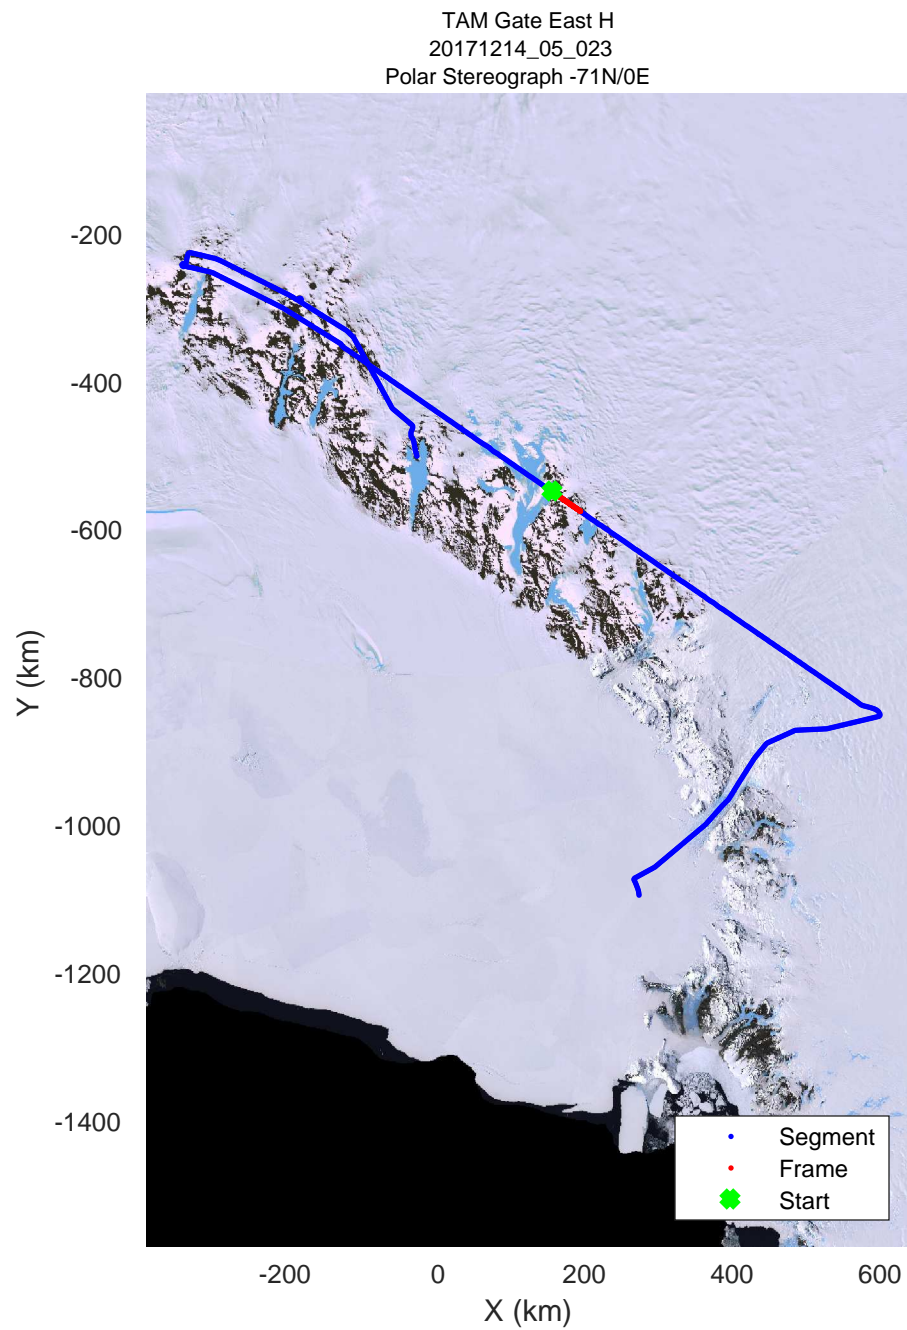 TAM Gate East H
20171214_05_023
Polar Stereograph -71N/0E
-200
-400
-600
-800
-1000
-1200
-1400
Y (km)
Segment
Frame
Start
-200 0 200 400 600
X (km)